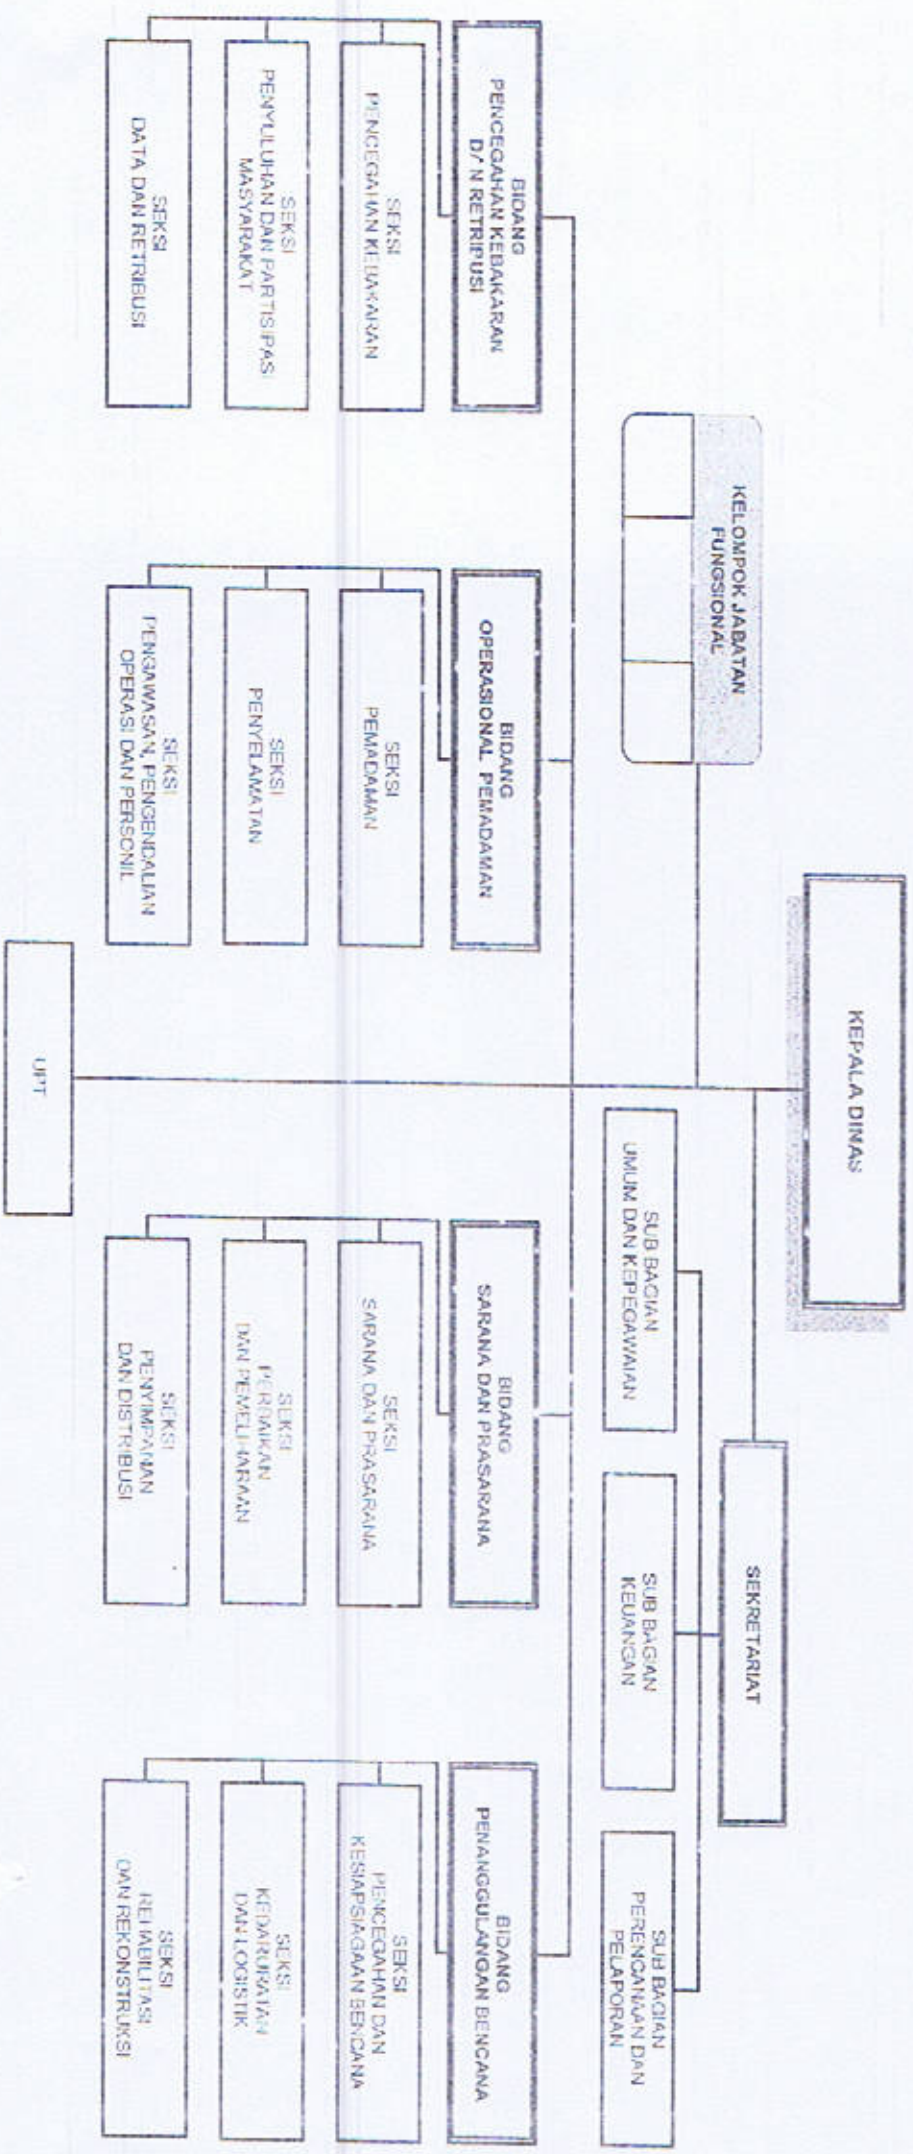 KEPALA DINAS
KELOMPOK JABATAN
FUNGSIONAL
SEKRETARIAT
SUB BAGIAN
UMUM DAN KEPEGAWAIAN
SUB BAGIAN
KEUANGAN
SUB BAGIAN
PERENCANAAN DAN
PELAPORAN
BIDANG
PENCEGAHAN KEBAKARAN
DAN RETRIPUSI
SEKSI
PENCEGAHAN KEBAKARAN
SEKSI
PENYULUHAN DAN PARTISIPASI
MASYARAKAT
SEKSI
DATA DAN RETRIBUSI
BIDANG
OPERASIONAL PEMADAMAN
SEKSI
PEMADAMAN
SEKSI
PENYELAMATAN
SEKSI
PENGAWASAN, PENGENDALIAN
OPERASI DAN PERSONIL
BIDANG
SARANA DAN PRASARANA
SEKSI
SARANA DAN PRASARANA
SEKSI
PERBAIKAN
DAN PEMELIHARAAN
SEKSI
PENYIMPANAN
DAN DISTRIBUSI
BIDANG
PENANGGULANGAN BENCANA
SEKSI
PENCEGAHAN DAN
KESIAPSIAGAAN BENCANA
SEKSI
KEDARURATAN
DAN LOGISTIK
SEKSI
REHABILITASI
DAN REKONSTRUKSI
UPT